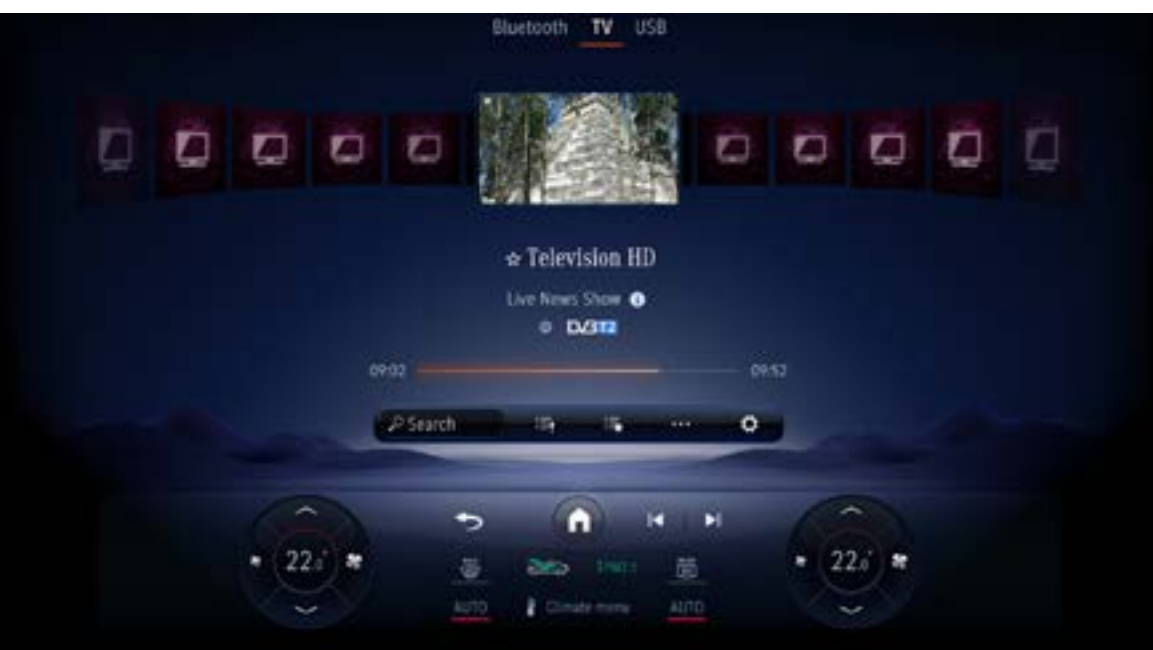 Bluetooth TV USB
Television HD
Live News Show
DVB T2
09:02 09:52
Search
22.0 22.0
AUTO Climate menu AUTO